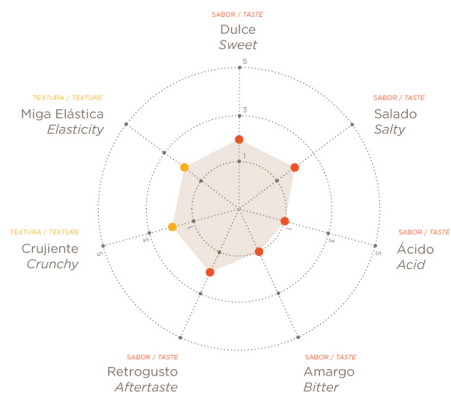 SABOR / TASTE
Dulce
Sweet
5
3
1
TEXTURA / TEXTURE
Miga Elástica
Elasticity
SABOR / TASTE
Salado
Salty
TEXTURA / TEXTURE
Crujiente
Crunchy
5
3
1
1
3
5
SABOR / TASTE
Ácido
Acid
SABOR / TASTE
Retrogusto
Aftertaste
SABOR / TASTE
Amargo
Bitter